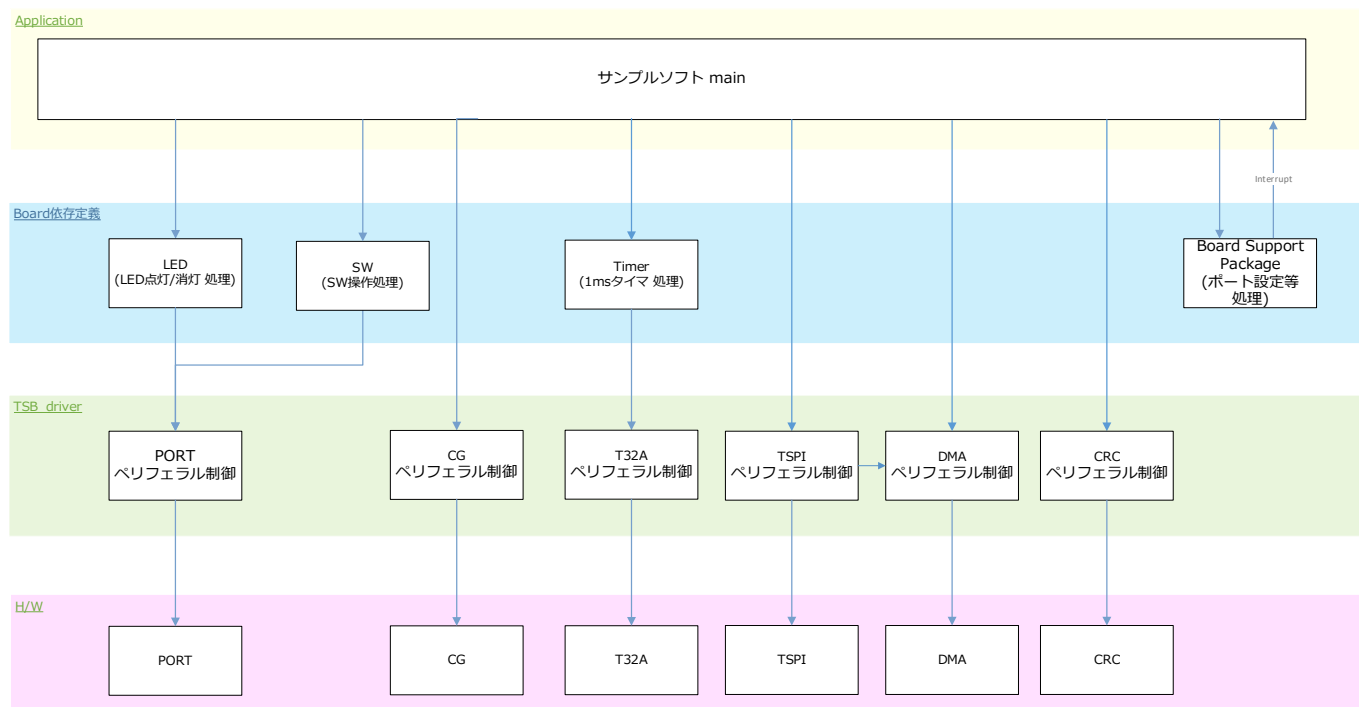 Application
サンプルソフト main
Interrupt
Board依存定義
LED
(LED点灯/消灯 処理)
SW
(SW操作処理)
Timer
(1msタイマ 処理)
Board Support
Package
(ポート設定等
処理)
TSB_driver
PORT
ペリフェラル制御
CG
ペリフェラル制御
T32A
ペリフェラル制御
TSPI
ペリフェラル制御
DMA
ペリフェラル制御
CRC
ペリフェラル制御
H/W
PORT
CG
T32A
TSPI
DMA
CRC